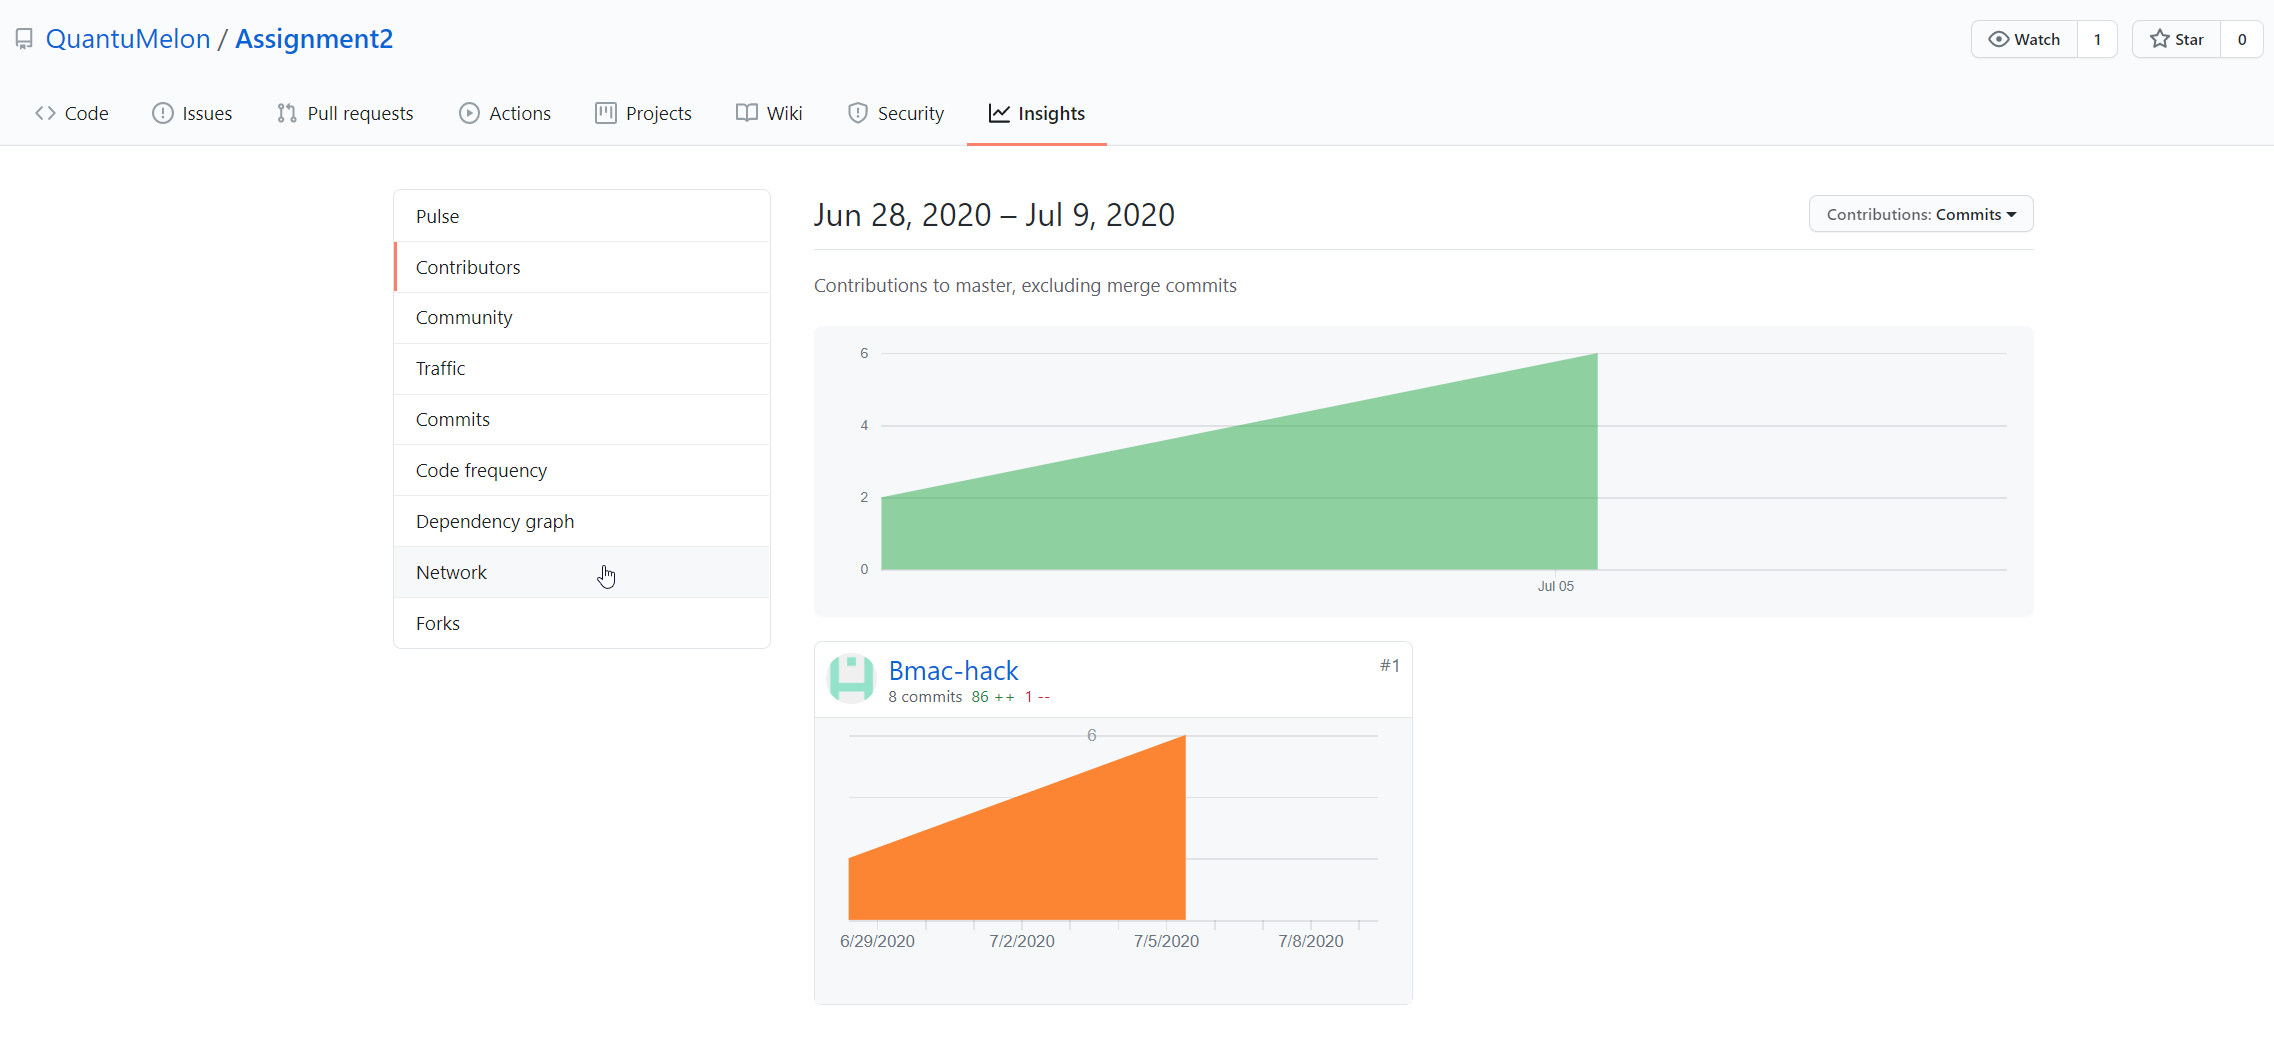 QuantuMelon / Assignment2
Watch 1
Star 0
Code Issues Pull requests Actions Projects Wiki Security Insights
Pulse
Contributors
Community
Traffic
Commits
Code frequency
Dependency graph
Network
Forks
Jun 28, 2020 – Jul 9, 2020
Contributions: Commits
Contributions to master, excluding merge commits
6
4
2
0
Jul 05
Bmac-hack
#1
8 commits 86 ++ 1 --
6
6/29/2020 7/2/2020 7/5/2020 7/8/2020